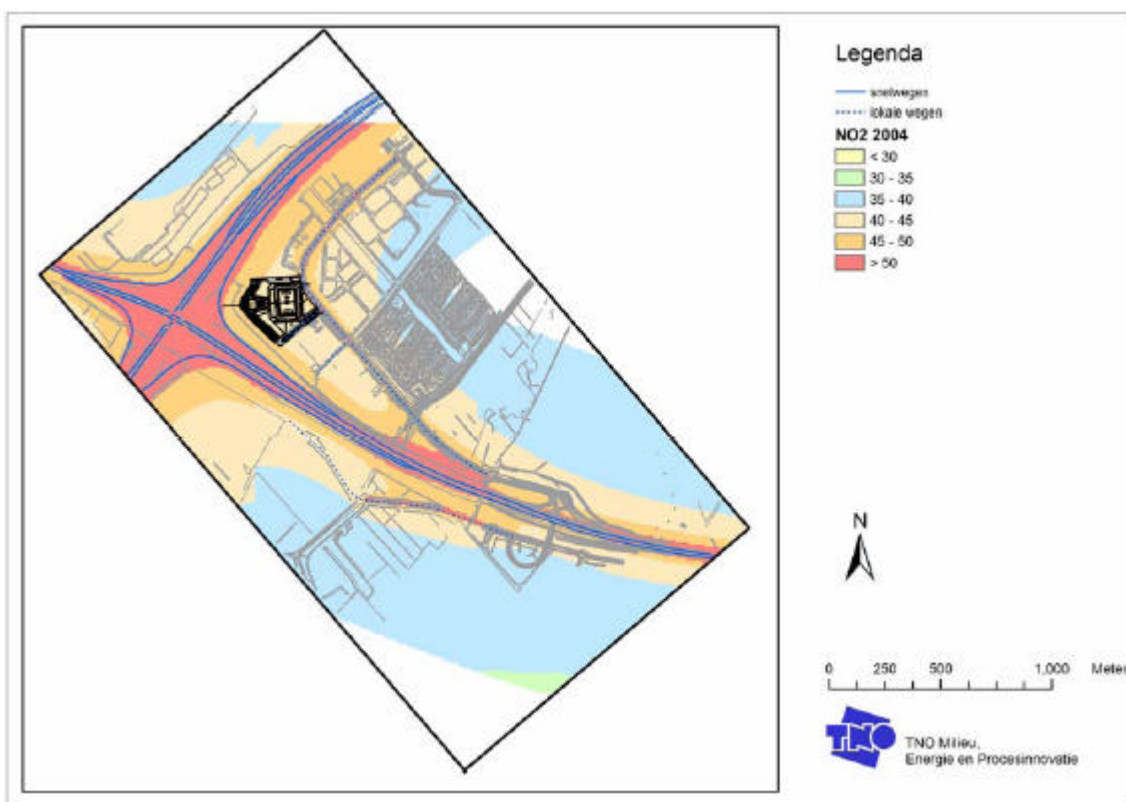 Legenda
snelwegen
lokale wegen
NO2 2004
< 30
30 - 35
35 - 40
40 - 45
45 - 50
> 50
N
0 250 500 1,000 Meter
TNO
TNO Milieu,
Energie en Procesinnovatie